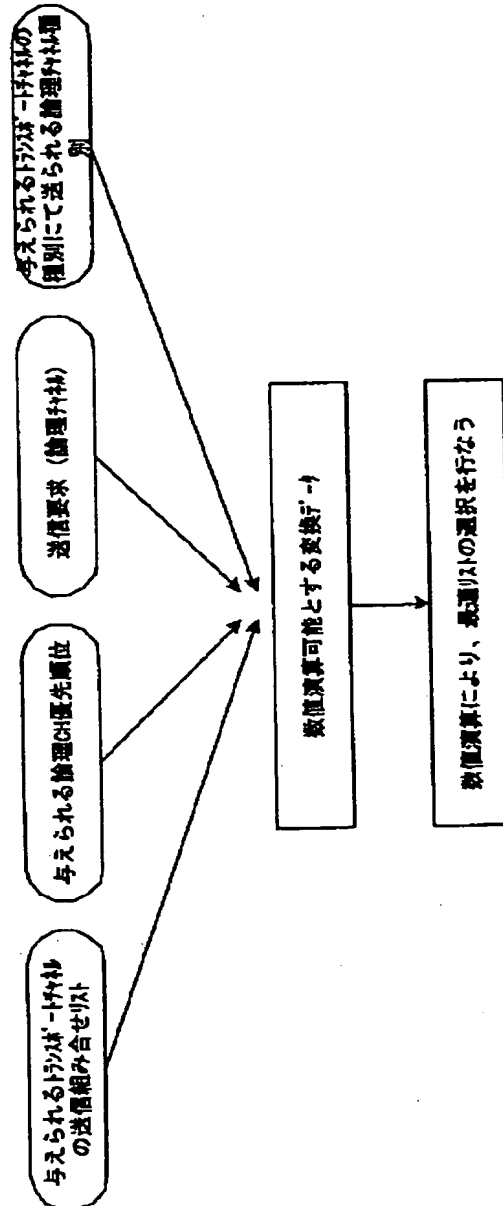 与えられるﾄﾗﾝｽﾎﾟｰﾄﾁｬﾈﾙ
の送信組み合せﾘｽﾄ
与えられる論理CH優先順位
送信要求 (論理ﾁｬﾈﾙ)
与えられるﾄﾗﾝｽﾎﾟｰﾄﾁｬﾈﾙの
種別にて送られる論理ﾁｬﾈﾙ種
別
数値演算可能とする変換ﾃﾞｰﾀ
数値演算により、最適ﾘｽﾄの選択を行なう